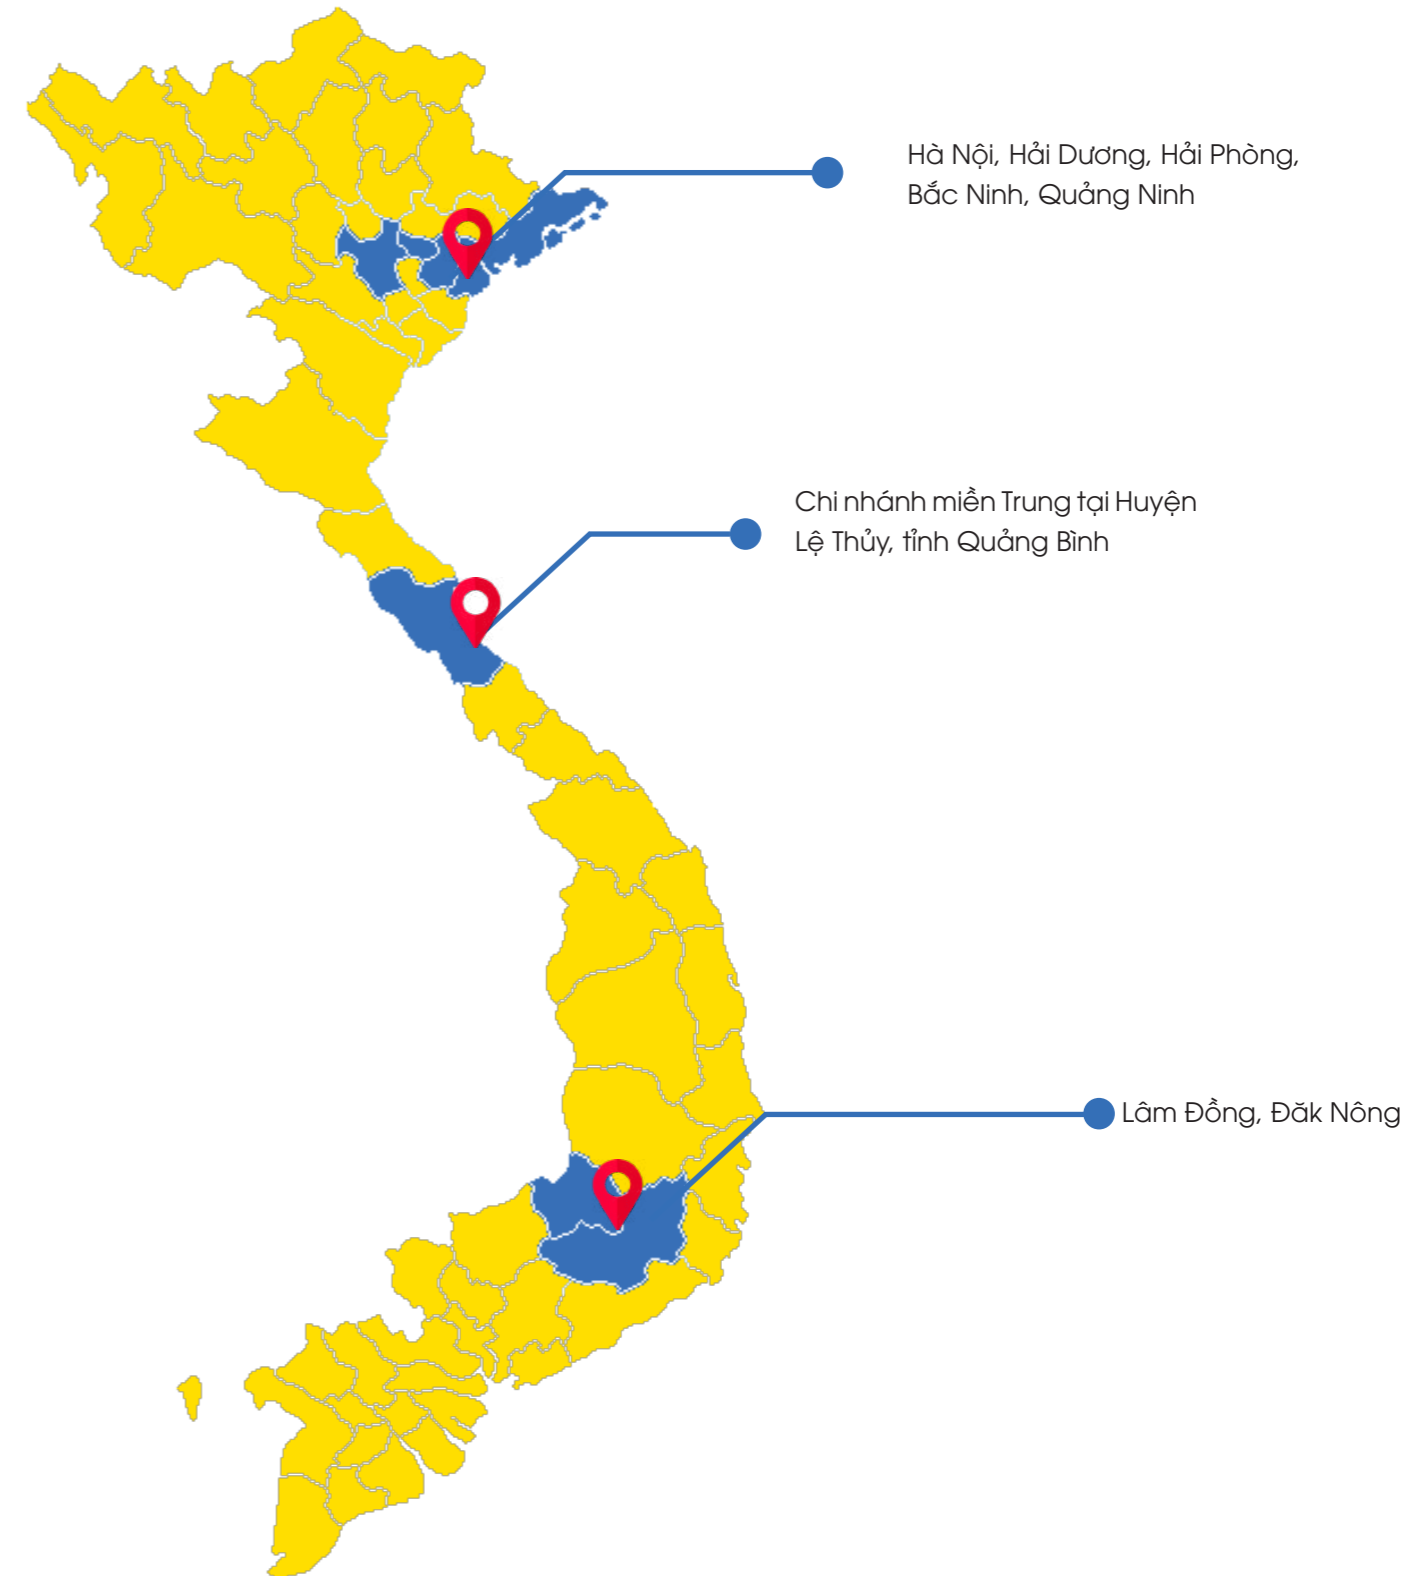 Hà Nội, Hải Dương, Hải Phòng,
Bắc Ninh, Quảng Ninh
Chi nhánh miền Trung tại Huyện
Lệ Thủy, tỉnh Quảng Bình
Lâm Đồng, Đăk Nông